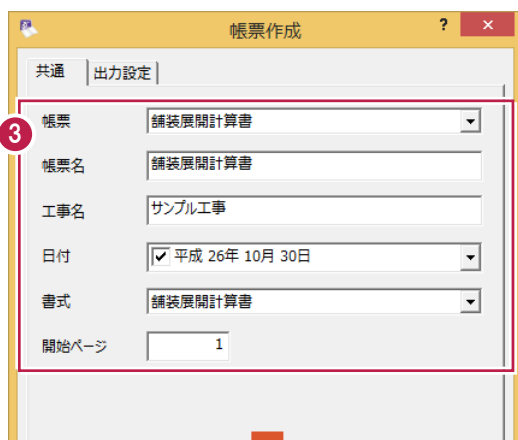 帳票作成
? ×
共通 出力設定
3
帳票 舗装展開計算書
帳票名 舗装展開計算書
工事名 サンプル工事
日付 平成 26年 10月 30日
書式 舗装展開計算書
開始ページ 1